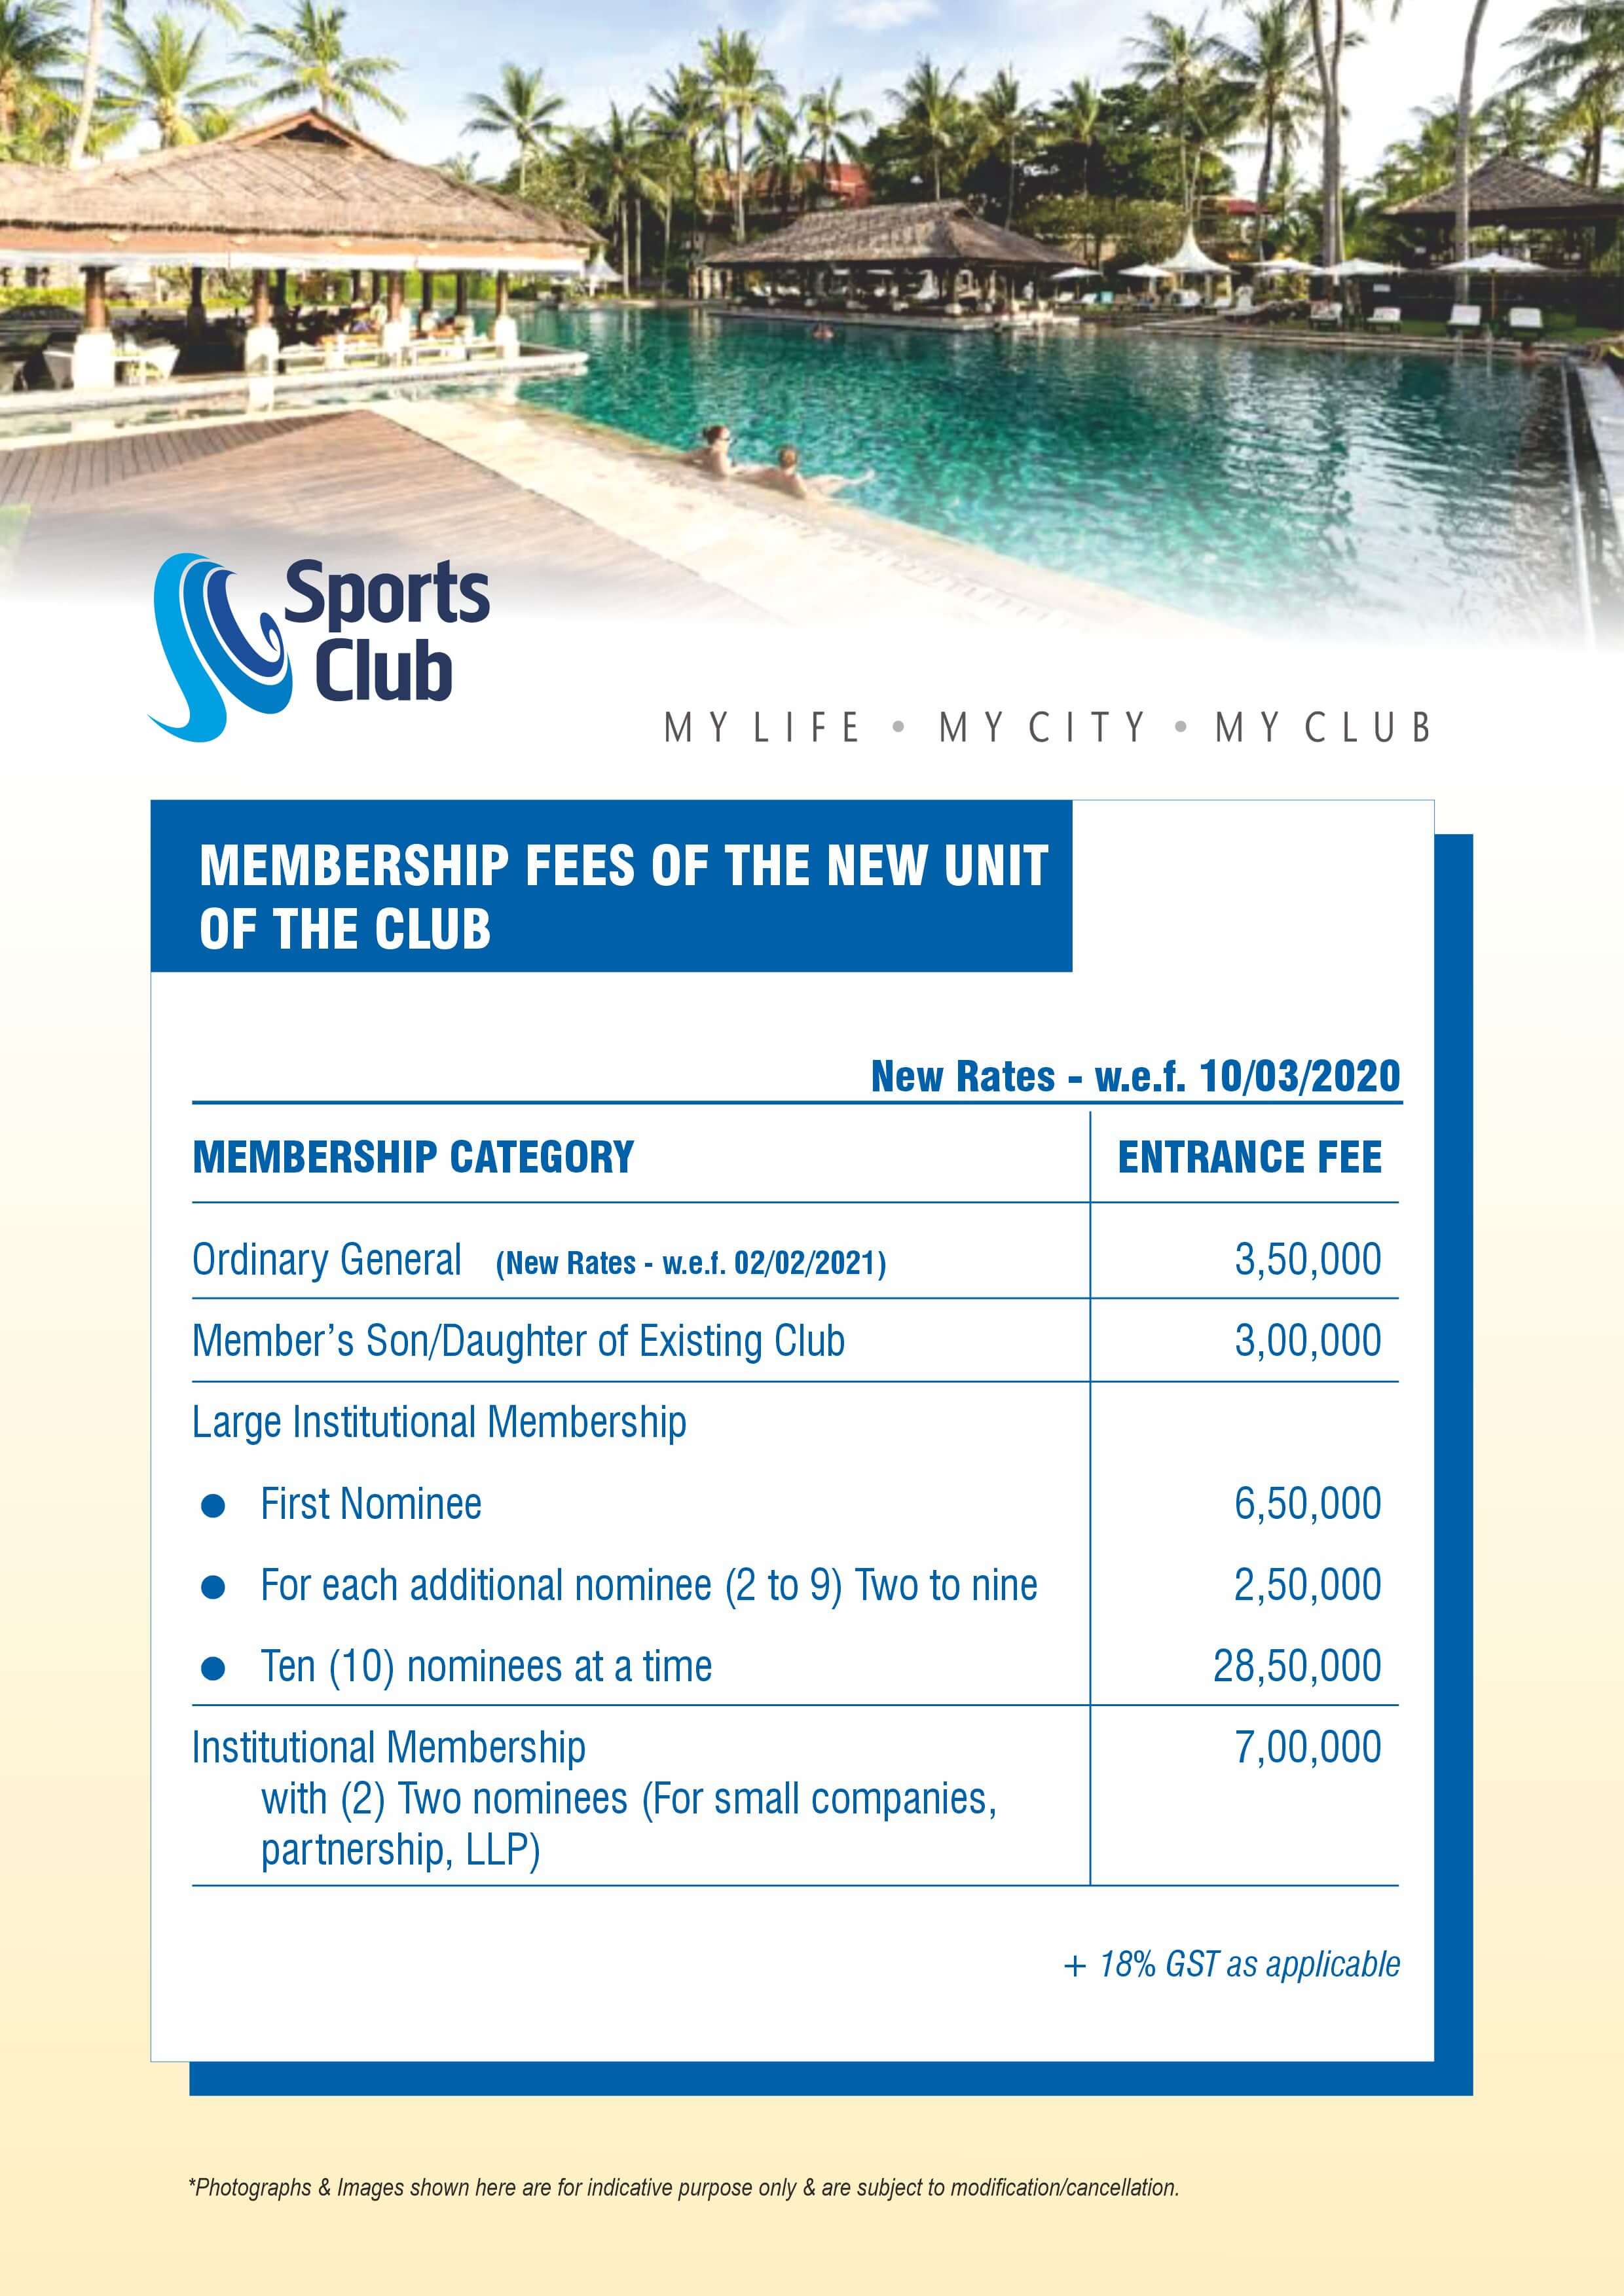 Sports
Club
MY LIFE • MY CITY • MY CLUB
MEMBERSHIP FEES OF THE NEW UNIT
OF THE CLUB
New Rates - w.e.f. 10/03/2020
MEMBERSHIP CATEGORY ENTRANCE FEE
Ordinary General (New Rates - w.e.f. 02/02/2021) 3,50,000
Member’s Son/Daughter of Existing Club 3,00,000
Large Institutional Membership
● First Nominee 6,50,000
● For each additional nominee (2 to 9) Two to nine 2,50,000
● Ten (10) nominees at a time 28,50,000
Institutional Membership 7,00,000
with (2) Two nominees (For small companies,
partnership, LLP)
+ 18% GST as applicable
*Photographs & Images shown here are for indicative purpose only & are subject to modification/cancellation.